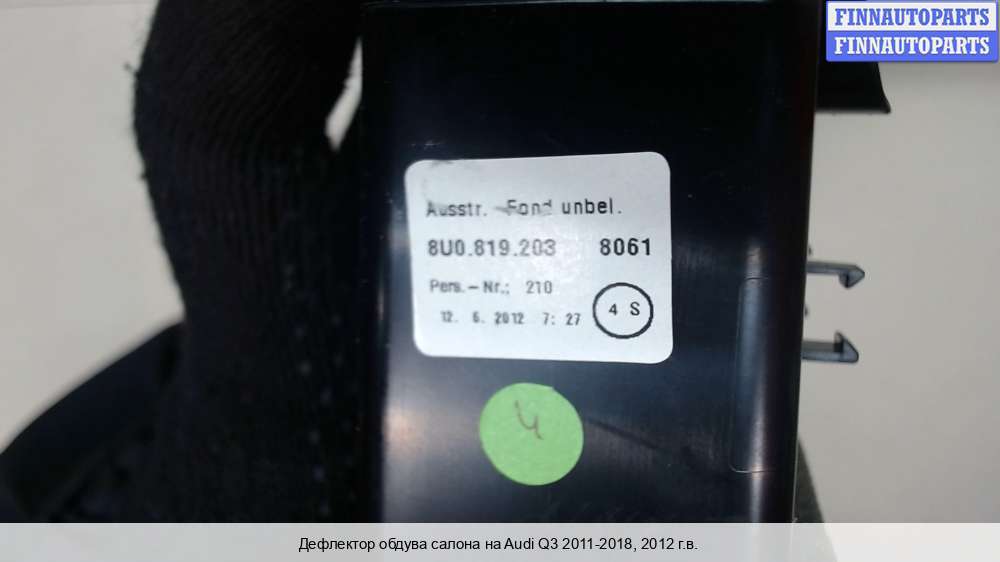 FINNAUTOPARTS
FINNAUTOPARTS
Ausstr. -Fond unbel.
8U0.819.203 8061
Pers.-Nr.: 210
12. 6. 2012 7: 27
4 S
4
Дефлектор обдува салона на Audi Q3 2011-2018, 2012 г.в.